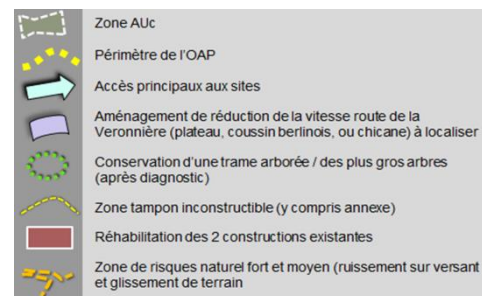 Zone AUc
Périmètre de l'OAP
Accès principaux aux sites
Aménagement de réduction de la vitesse route de la
Veronnière (plateau, coussin berlinois, ou chicane) à localiser
Conservation d'une trame arborée / des plus gros arbres
(après diagnostic)
Zone tampon inconstructible (y compris annexe)
Réhabilitation des 2 constructions existantes
Zone de risques naturel fort et moyen (ruissement sur versant
et glissement de terrain